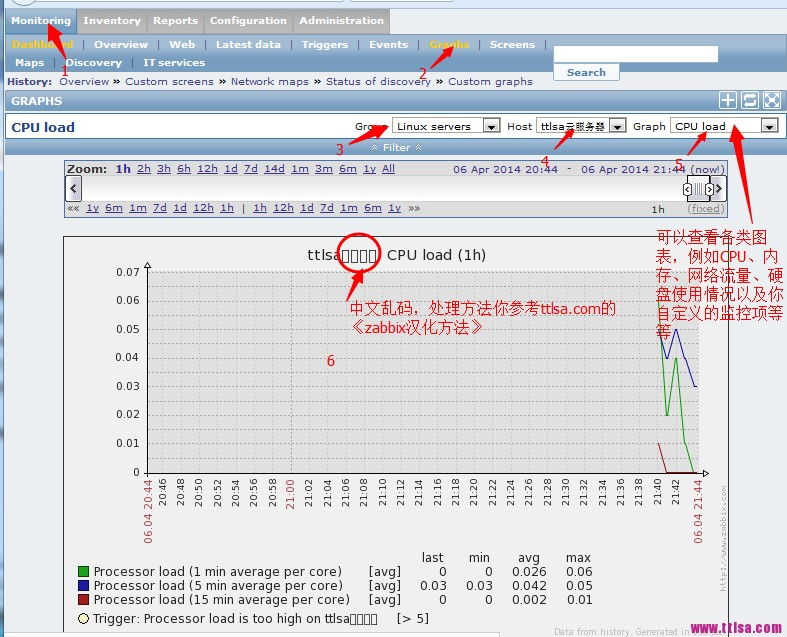 Monitoring Inventory Reports Configuration Administration
Dashboard | Overview | Web | Latest data | Triggers | Events | Graphs | Screens |
Maps | Discovery | IT services
Search
1
2
History: Overview » Custom screens » Network maps » Status of discovery » Custom graphs
GRAPHS
CPU load
Group Linux servers Host ttlsa云服务器 Graph CPU load
3
4
5
Filter
Zoom: 1h 2h 3h 6h 12h 1d 7d 14d 1m 3m 6m 1y All
06 Apr 2014 20:44 - 06 Apr 2014 21:44 (now!)
«« 1y 6m 1m 7d 1d 12h 1h | 1h 12h 1d 7d 1m 6m 1y »»
1h (fixed)
可以查看各类图
表，例如CPU、内
存、网络流量、硬
盘使用情况以及你
自定义的监控项等
等
ttlsa□□□□ CPU load (1h)
中文乱码，处理方法你参考ttlsa.com的
《zabbix汉化方法》
6
0.07
0.06
0.05
0.04
0.03
0.02
0.01
0
06.04 20:44 20:46 20:48 20:50 20:52 20:54 20:56 20:58 21:00 21:02 21:04 21:06 21:08 21:10 21:12 21:14 21:16 21:18 21:20 21:22 21:24 21:26 21:28 21:30 21:32 21:34 21:36 21:38 21:40 21:42 06.04 21:44
http://www.zabbix.com
last min avg max
Processor load (1 min average per core) [avg] 0 0 0.026 0.06
Processor load (5 min average per core) [avg] 0.03 0.03 0.042 0.05
Processor load (15 min average per core) [avg] 0 0 0.002 0.01
Trigger: Processor load is too high on ttlsa□□□□ [> 5]
Data from history. Generated in
www.ttlsa.com